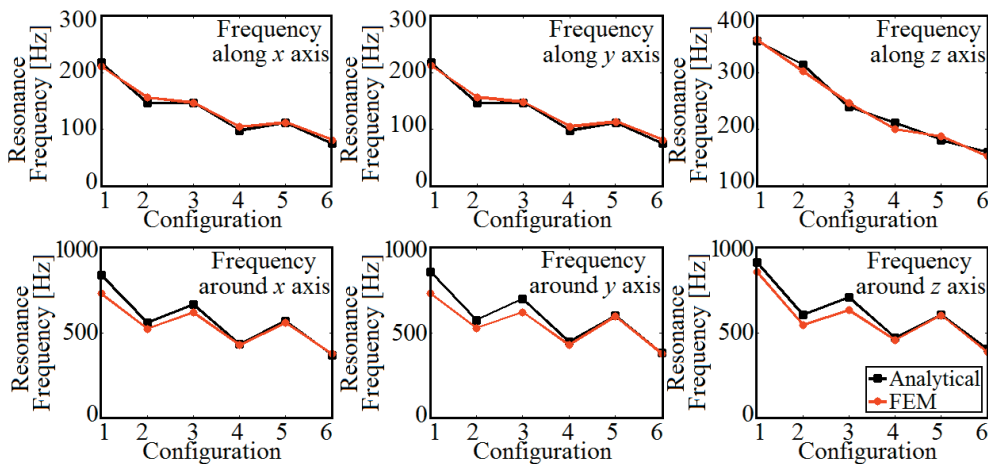 300
200
100
0
Resonance
Frequency [Hz]
Frequency
along x axis
1 2 3 4 5 6
Configuration
300
200
100
0
Resonance
Frequency [Hz]
Frequency
along y axis
1 2 3 4 5 6
Configuration
400
300
200
100
Resonance
Frequency [Hz]
Frequency
along z axis
1 2 3 4 5 6
Configuration
1000
500
0
Resonance
Frequency [Hz]
Frequency
around x axis
1 2 3 4 5 6
Configuration
1000
500
0
Resonance
Frequency [Hz]
Frequency
around y axis
1 2 3 4 5 6
Configuration
1000
500
0
Resonance
Frequency [Hz]
Frequency
around z axis
Analytical
FEM
1 2 3 4 5 6
Configuration